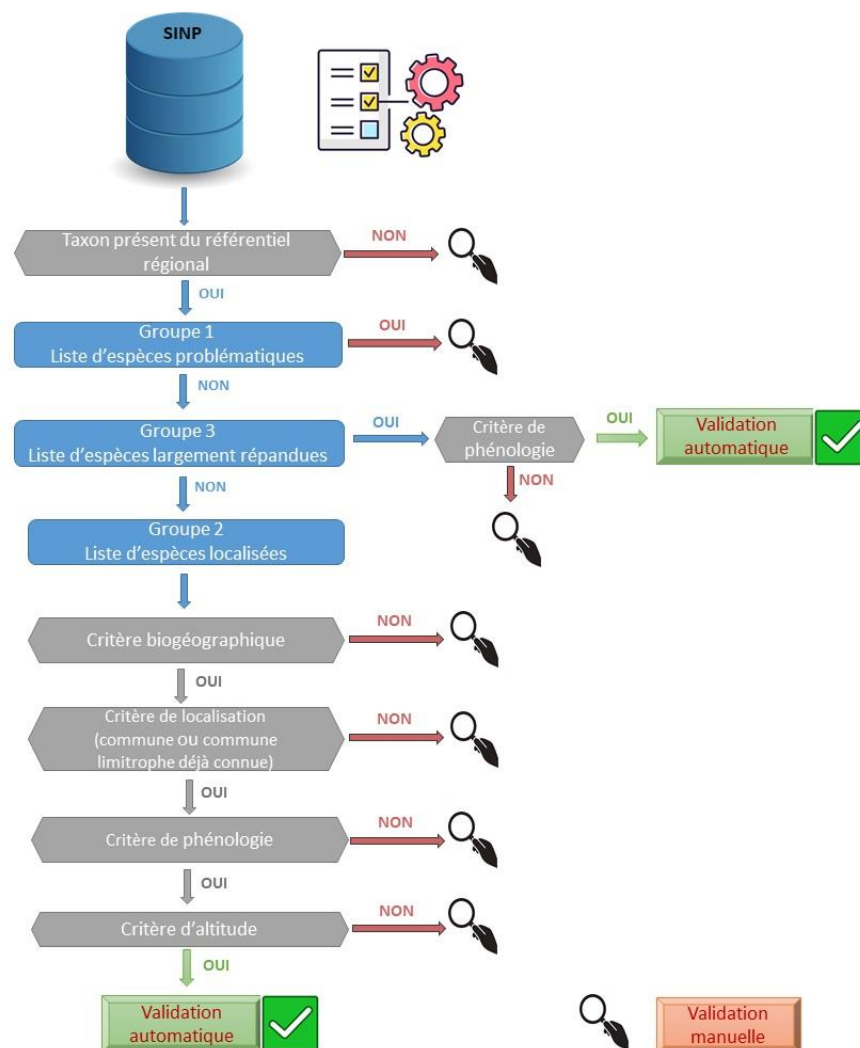 SINP
Taxon présent du référentiel
régional
NON
OUI
Groupe 1
Liste d'espèces problématiques
OUI
NON
Groupe 3
Liste d'espèces largement répandues
OUI
Critère de
phénologie
OUI
Validation
automatique
NON
NON
Groupe 2
Liste d'espèces localisées
Critère biogéographique
NON
OUI
Critère de localisation
(commune OU commune
limitrophe déjà connue)
NON
OUI
Critère de phénologie
NON
OUI
Critère d'altitude
NON
OUI
Validation
automatique
Validation
manuelle